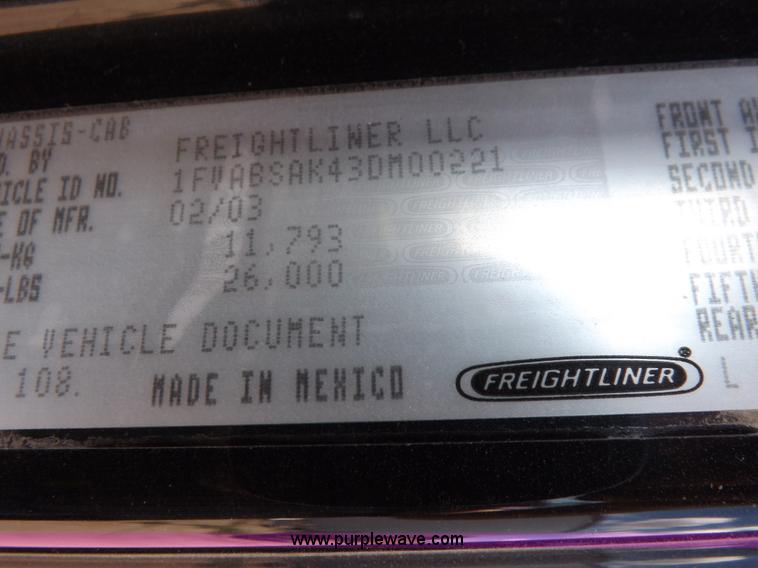 ASSIS-CAB
FREIGHTLINER LLC
FRONT
D. BY
1FVABSAK43DM00221
FIRST
ICLE ID NO.
02/03
SECOND
E OF MFR.
11,793
THIRD
-KG
26,000
FOURTH
-LBS
FIFTH
E VEHICLE DOCUMENT
REAR
108.
MADE IN MEXICO
FREIGHTLINER®
L
www.purplewave.com